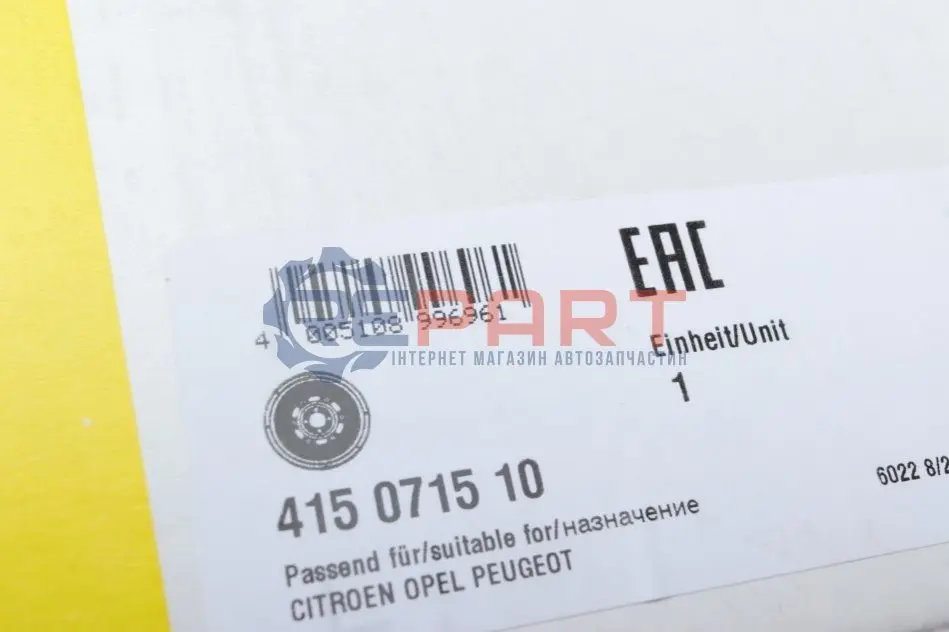 EAC
4 005108 996961
DEPART
ІНТЕРНЕТ МАГАЗИН АВТОЗАПЧАСТИН
Einheit/Unit
1
415 0715 10
6022 8/2
Passend für/suitable for/назначение
CITROEN OPEL PEUGEOT